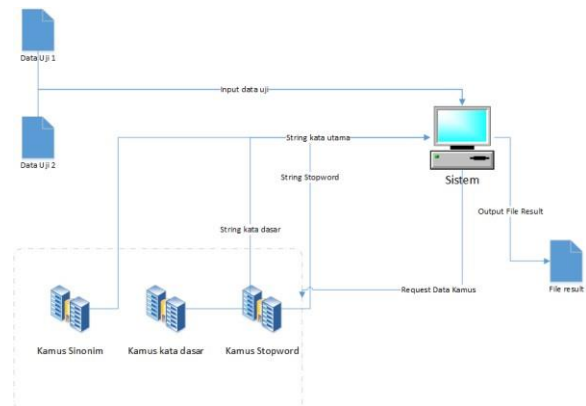 Data Uji 1
Input data uji
Data Uji 2
String kata utama
Sistem
String Stopword
Output File Result
String kata dasar
File result
Request Data Kamus
Kamus Sinonim
Kamus kata dasar
Kamus Stopword